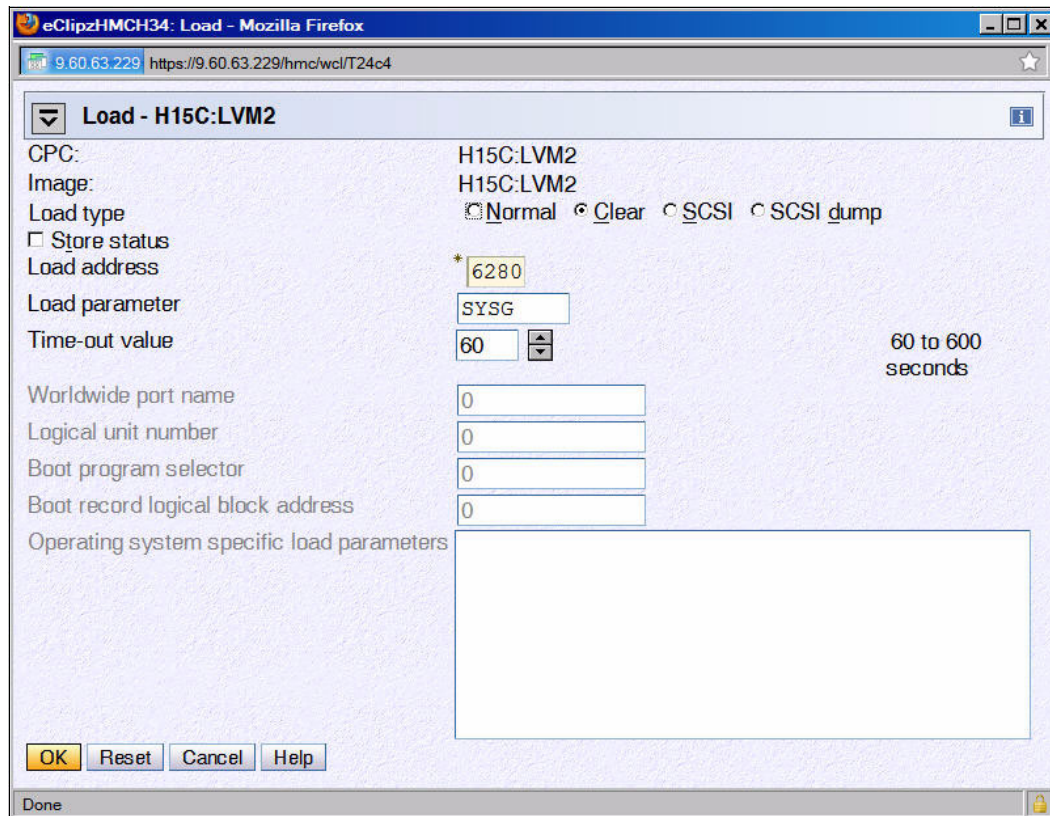 eClipzHMCH34: Load - Mozilla Firefox
9.60.63.229 https://9.60.63.229/hmc/wcl/T24c4
Load - H15C:LVM2
CPC: H15C:LVM2
Image: H15C:LVM2
Load type Normal Clear SCSI SCSI dump
Store status
Load address * 6280
Load parameter SYSG
Time-out value 60 60 to 600
seconds
Worldwide port name 0
Logical unit number 0
Boot program selector 0
Boot record logical block address 0
Operating system specific load parameters
OK Reset Cancel Help
Done